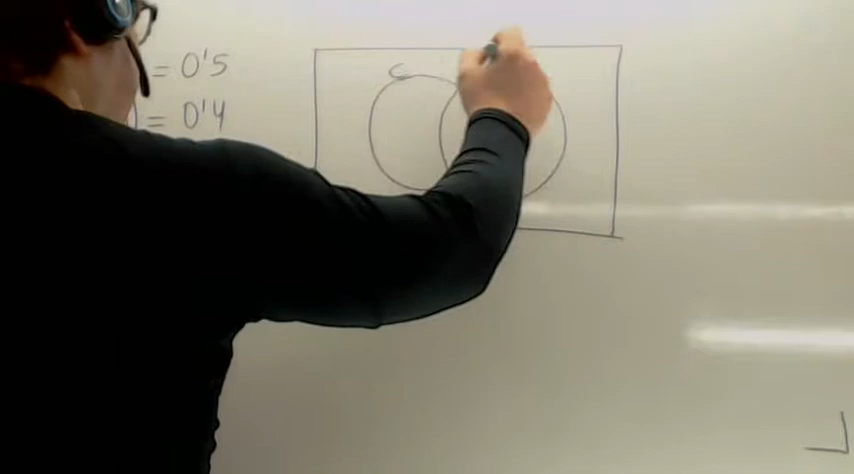 = 0'5
) = 0'4
C